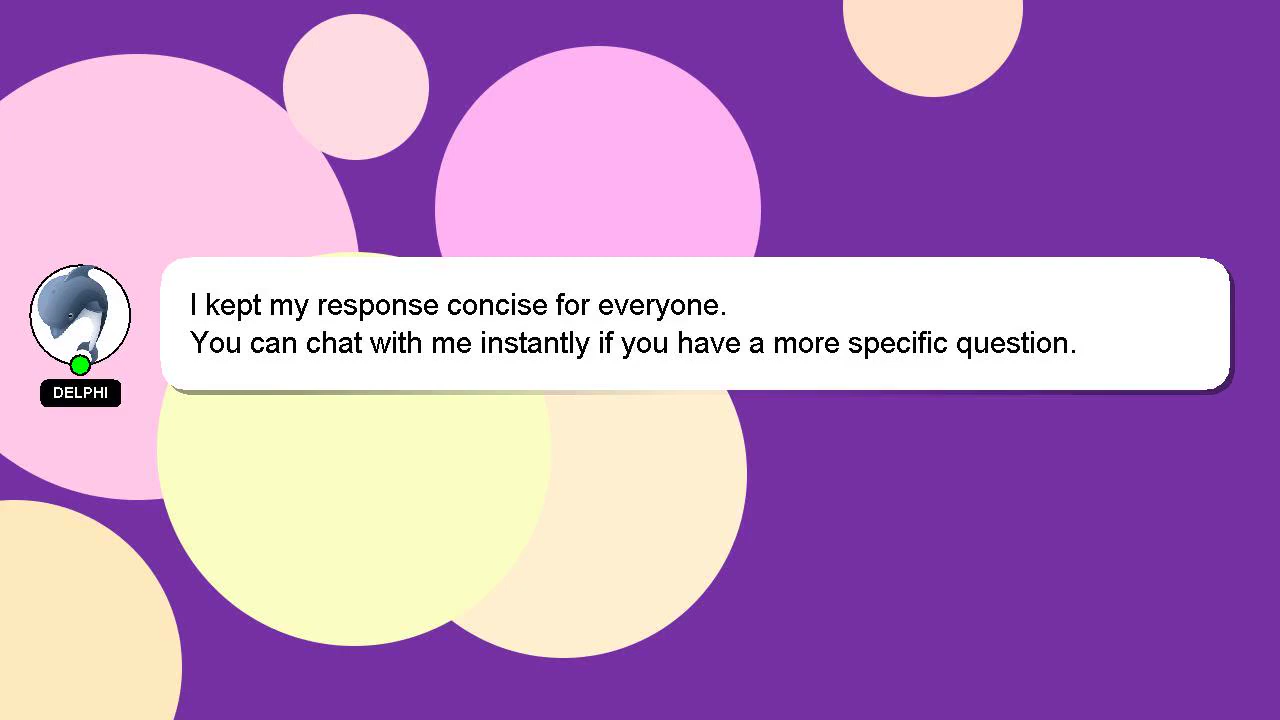 I kept my response concise for everyone.
You can chat with me instantly if you have a more specific question.
DELPHI